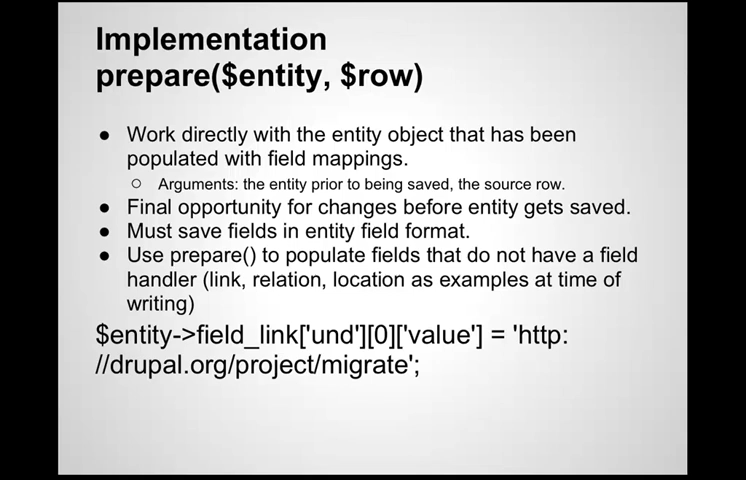 Implementation
prepare($entity, $row)
● Work directly with the entity object that has been
populated with field mappings.
○ Arguments: the entity prior to being saved, the source row.
● Final opportunity for changes before entity gets saved.
● Must save fields in entity field format.
● Use prepare() to populate fields that do not have a field
handler (link, relation, location as examples at time of
writing)
$entity->field_link['und'][0]['value'] = 'http:
//drupal.org/project/migrate';